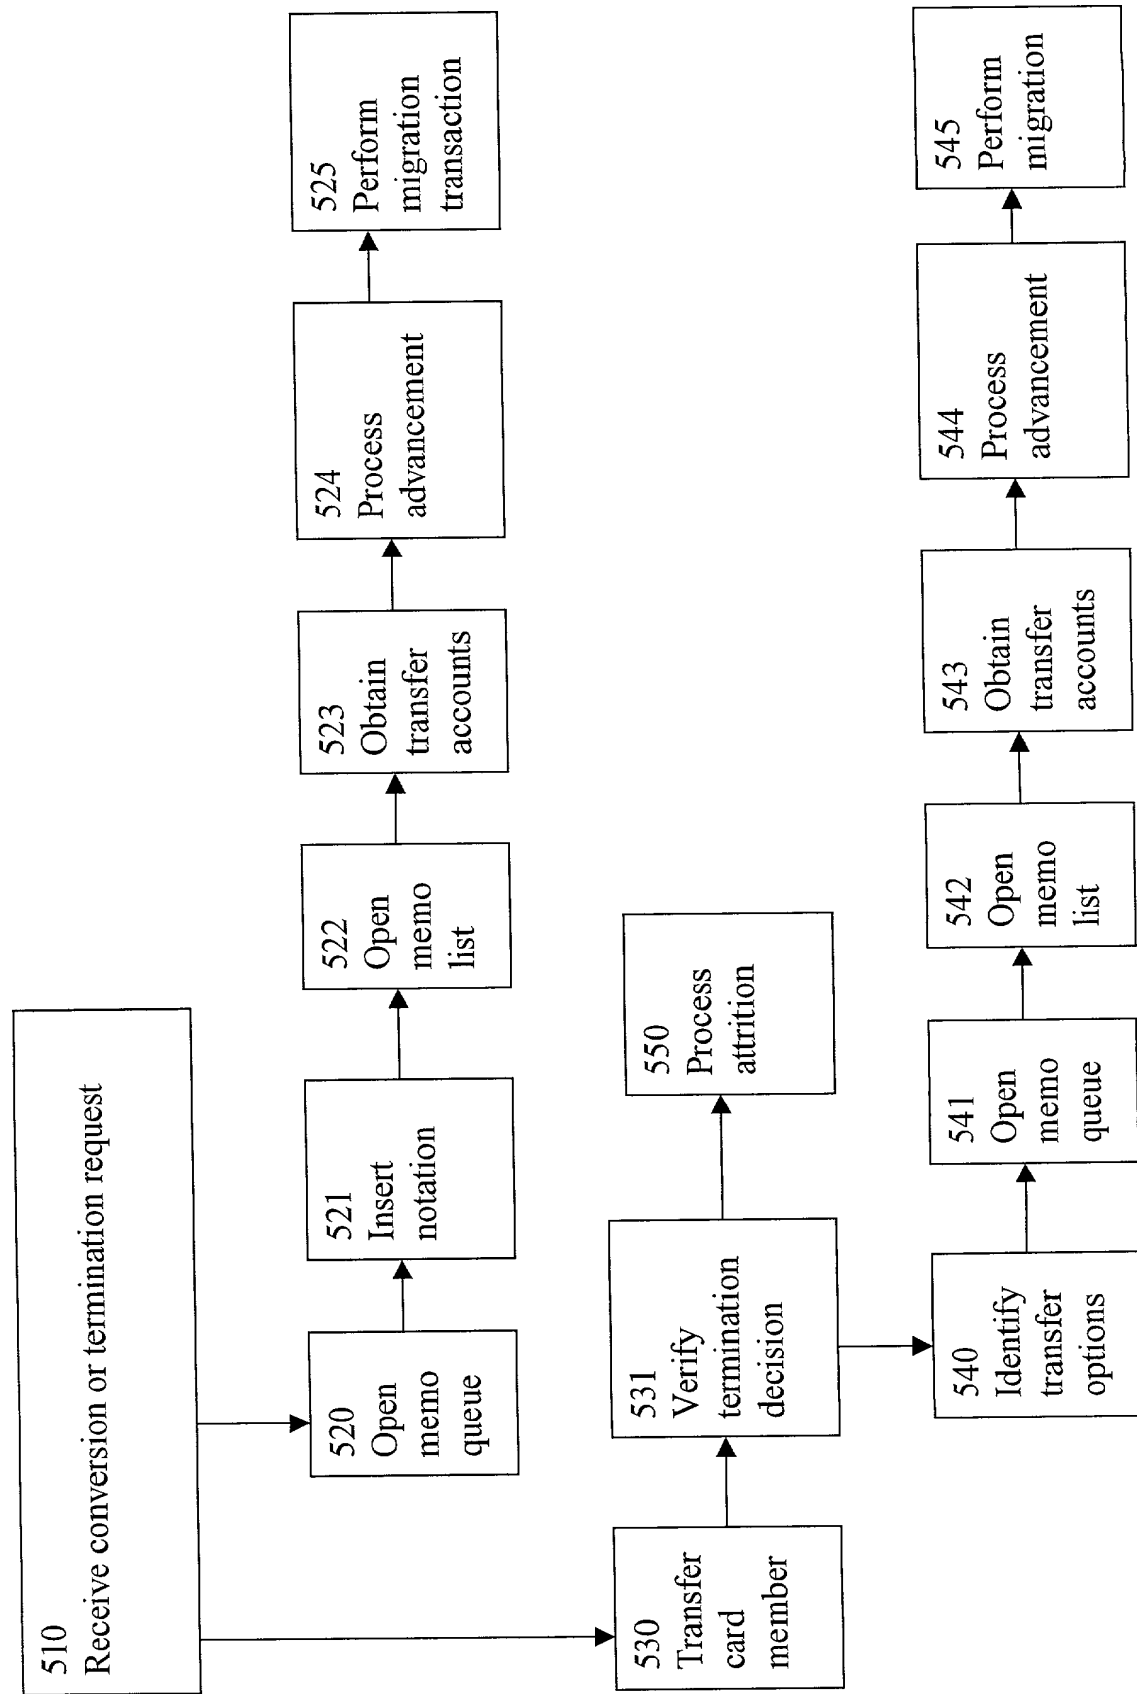 510
Receive conversion or termination request
520
Open
memo
queue
521
Insert
notation
522
Open
memo
list
523
Obtain
transfer
accounts
524
Process
advancement
525
Perform
migration
transaction
530
Transfer
card
member
531
Verify
termination
decision
550
Process
attrition
540
Identify
transfer
options
541
Open
memo
queue
542
Open
memo
list
543
Obtain
transfer
accounts
544
Process
advancement
545
Perform
migration